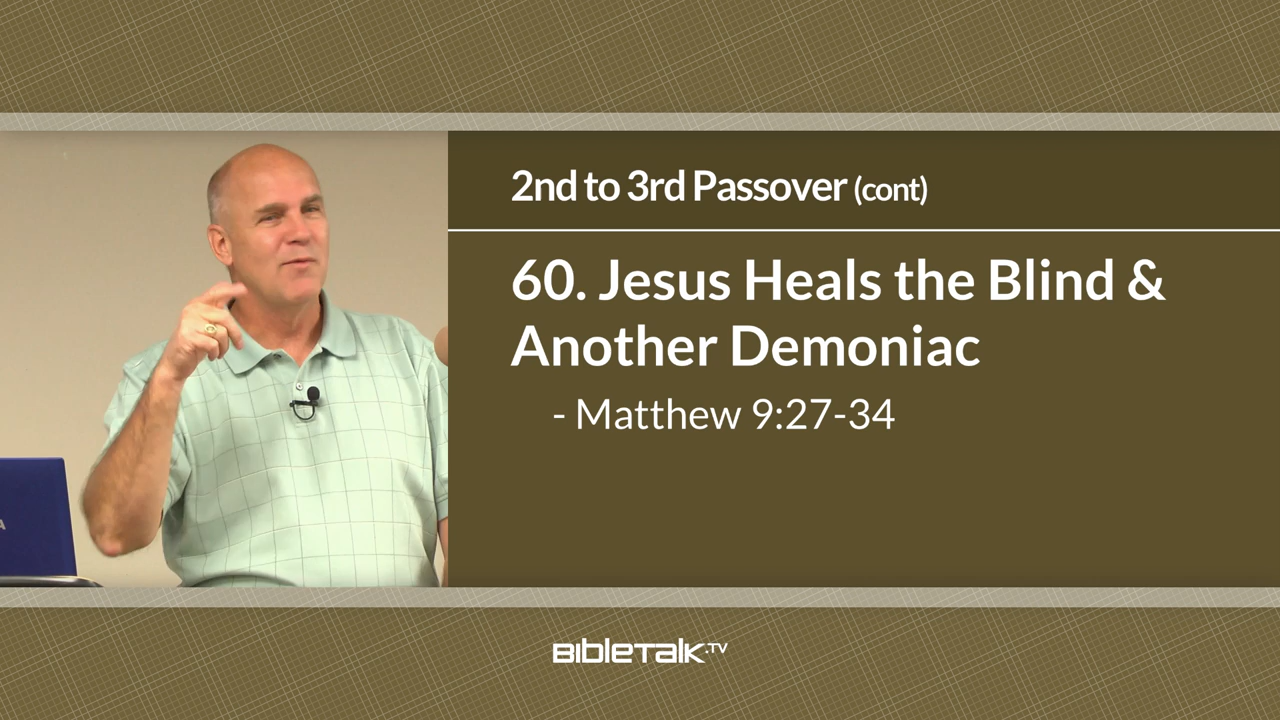 2nd to 3rd Passover (cont)
60. Jesus Heals the Blind &
Another Demoniac
- Matthew 9:27-34
A
BIBLETALK.TV